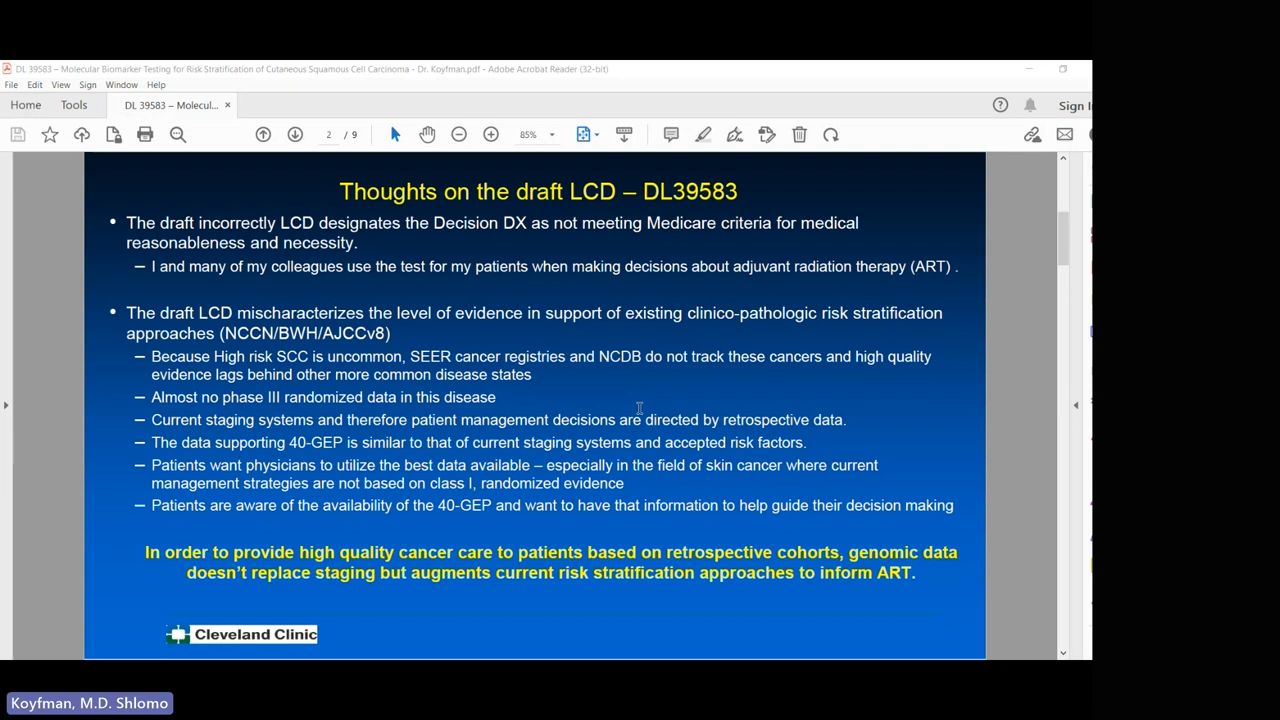 DL 39583 – Molecular Biomarker Testing for Risk Stratification of Cutaneous Squamous Cell Carcinoma - Dr. Koyfman.pdf - Adobe Acrobat Reader (32-bit)
File Edit View Sign Window Help
Home Tools DL 39583 – Molecul... × Sign I
2 / 9 85%
Thoughts on the draft LCD – DL39583
• The draft incorrectly LCD designates the Decision DX as not meeting Medicare criteria for medical
reasonableness and necessity.
– I and many of my colleagues use the test for my patients when making decisions about adjuvant radiation therapy (ART) .
• The draft LCD mischaracterizes the level of evidence in support of existing clinico-pathologic risk stratification
approaches (NCCN/BWH/AJCCv8)
– Because High risk SCC is uncommon, SEER cancer registries and NCDB do not track these cancers and high quality
evidence lags behind other more common disease states
– Almost no phase III randomized data in this disease
– Current staging systems and therefore patient management decisions are directed by retrospective data.
– The data supporting 40-GEP is similar to that of current staging systems and accepted risk factors.
– Patients want physicians to utilize the best data available – especially in the field of skin cancer where current
management strategies are not based on class I, randomized evidence
– Patients are aware of the availability of the 40-GEP and want to have that information to help guide their decision making
In order to provide high quality cancer care to patients based on retrospective cohorts, genomic data
doesn't replace staging but augments current risk stratification approaches to inform ART.
Cleveland Clinic
Koyfman, M.D. Shlomo